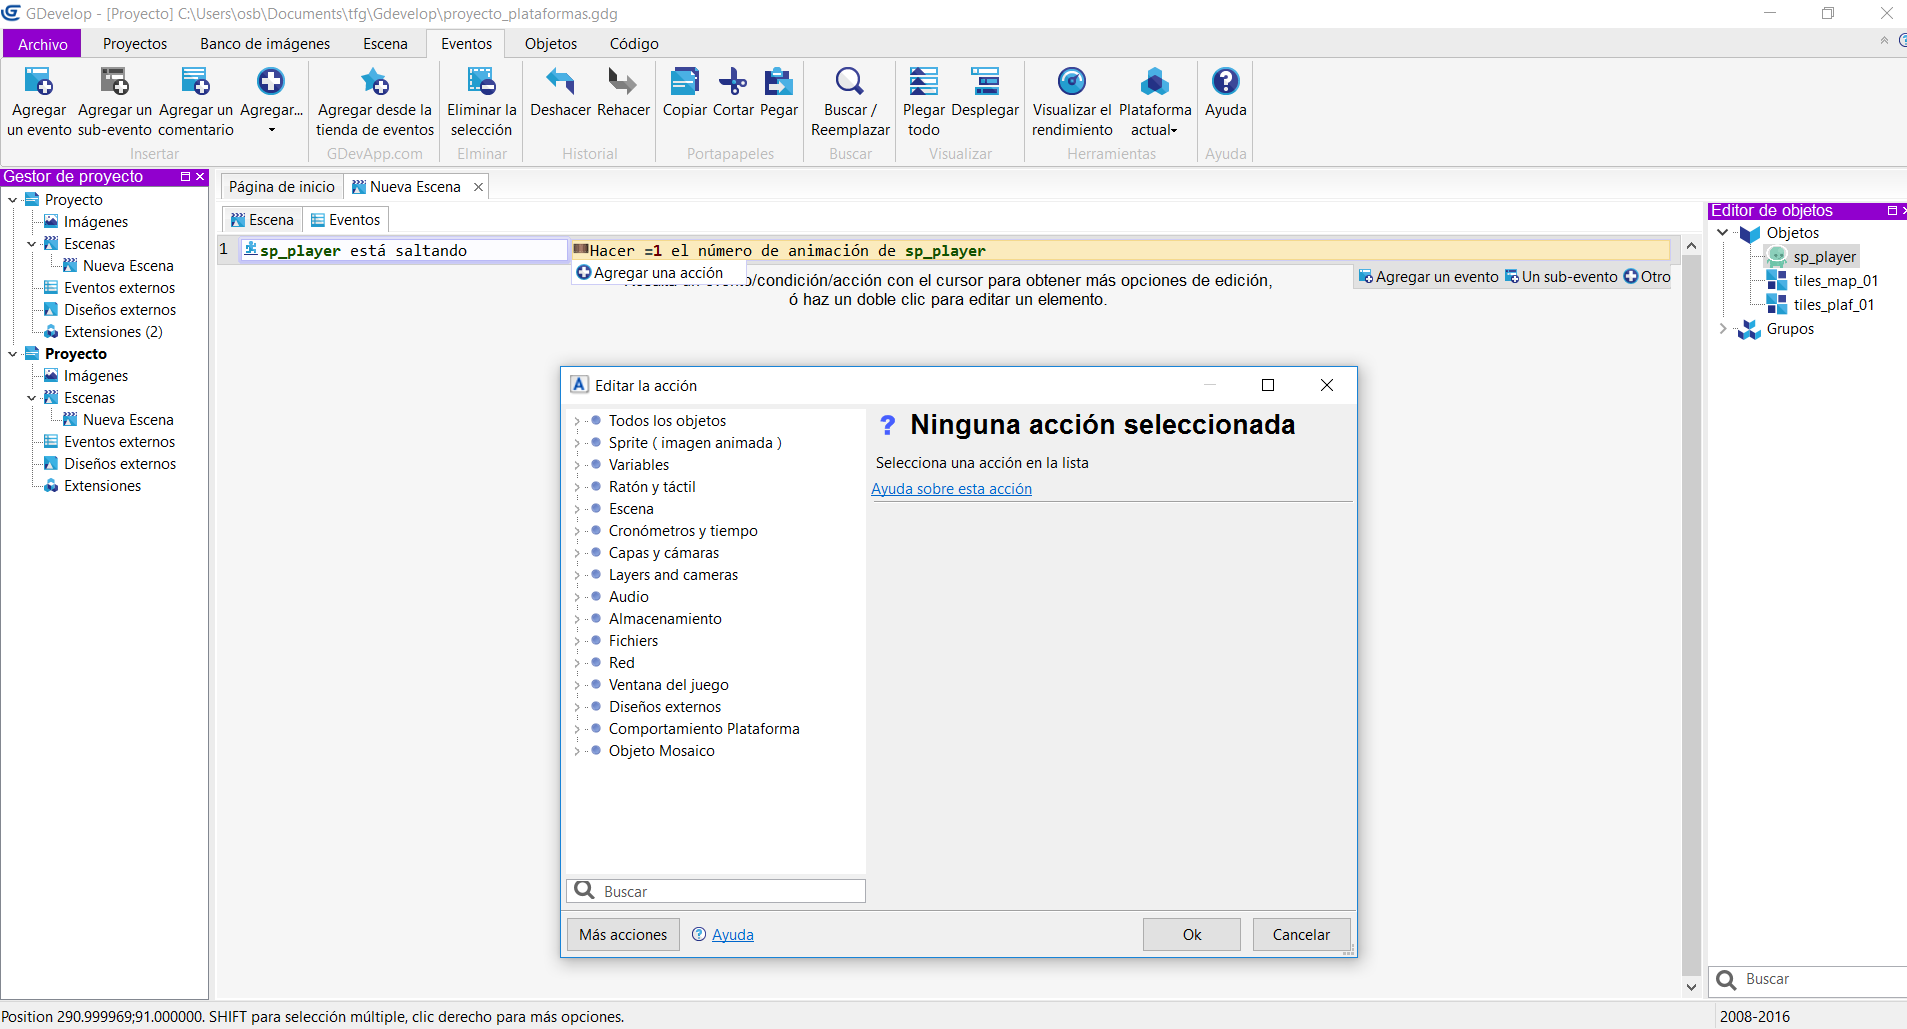 GDevelop - [Proyecto] C:\Users\osb\Documents\tfg\Gdevelop\proyecto_plataformas.gdg
Archivo Proyectos Banco de imágenes Escena Eventos Objetos Código
Agregar un evento
Agregar un sub-evento
Agregar un comentario
Agregar...
Agregar desde la tienda de eventos
Eliminar la selección
Deshacer
Rehacer
Copiar
Cortar
Pegar
Buscar / Reemplazar
Plegar todo
Desplegar
Visualizar el rendimiento
Plataforma actual
Ayuda
Insertar GDevApp.com Elminar Historial Portapapeles Buscar Visualizar Herramientas Ayuda
Gestor de proyecto
Proyecto
Imágenes
Escenas
Nueva Escena
Eventos externos
Diseños externos
Extensiones (2)
Proyecto
Imágenes
Escenas
Nueva Escena
Eventos externos
Diseños externos
Extensiones
Página de inicio Nueva Escena
Escena Eventos
1 sp_player está saltando Hacer =1 el número de animación de sp_player
Agregar una acción
evento/condición/acción con el cursor para obtener más opciones de edición,
ó haz un doble clic para editar un elemento.
Agregar un evento Un sub-evento Otro
Editar la acción
Todos los objetos
Sprite ( imagen animada )
Variables
Ratón y táctil
Escena
Cronómetros y tiempo
Capas y cámaras
Layers and cameras
Audio
Almacenamiento
Fichiers
Red
Ventana del juego
Diseños externos
Comportamiento Plataforma
Objeto Mosaico
Buscar
? Ninguna acción seleccionada
Selecciona una acción en la lista
Ayuda sobre esta acción
Más acciones Ayuda Ok Cancelar
Editor de objetos
Objetos
sp_player
tiles_map_01
tiles_plaf_01
Grupos
Buscar
Position 290.999969;91.000000. SHIFT para selección múltiple, clic derecho para más opciones.
2008-2016